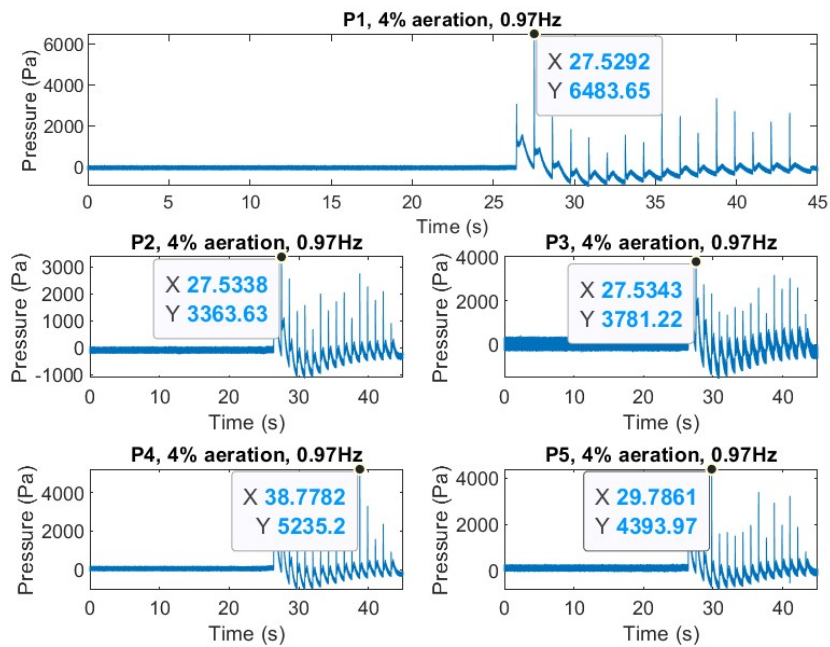 P1, 4% aeration, 0.97Hz
Pressure (Pa)
6000
4000
2000
0
X 27.5292
Y 6483.65
0 5 10 15 20 25 30 35 40 45
Time (s)
P2, 4% aeration, 0.97Hz
Pressure (Pa)
3000
2000
1000
0
-1000
X 27.5338
Y 3363.63
0 10 20 30 40
Time (s)
P3, 4% aeration, 0.97Hz
Pressure (Pa)
4000
2000
0
X 27.5343
Y 3781.22
0 10 20 30 40
Time (s)
P4, 4% aeration, 0.97Hz
Pressure (Pa)
4000
2000
0
X 38.7782
Y 5235.2
0 10 20 30 40
Time (s)
P5, 4% aeration, 0.97Hz
Pressure (Pa)
4000
2000
0
X 29.7861
Y 4393.97
0 10 20 30 40
Time (s)